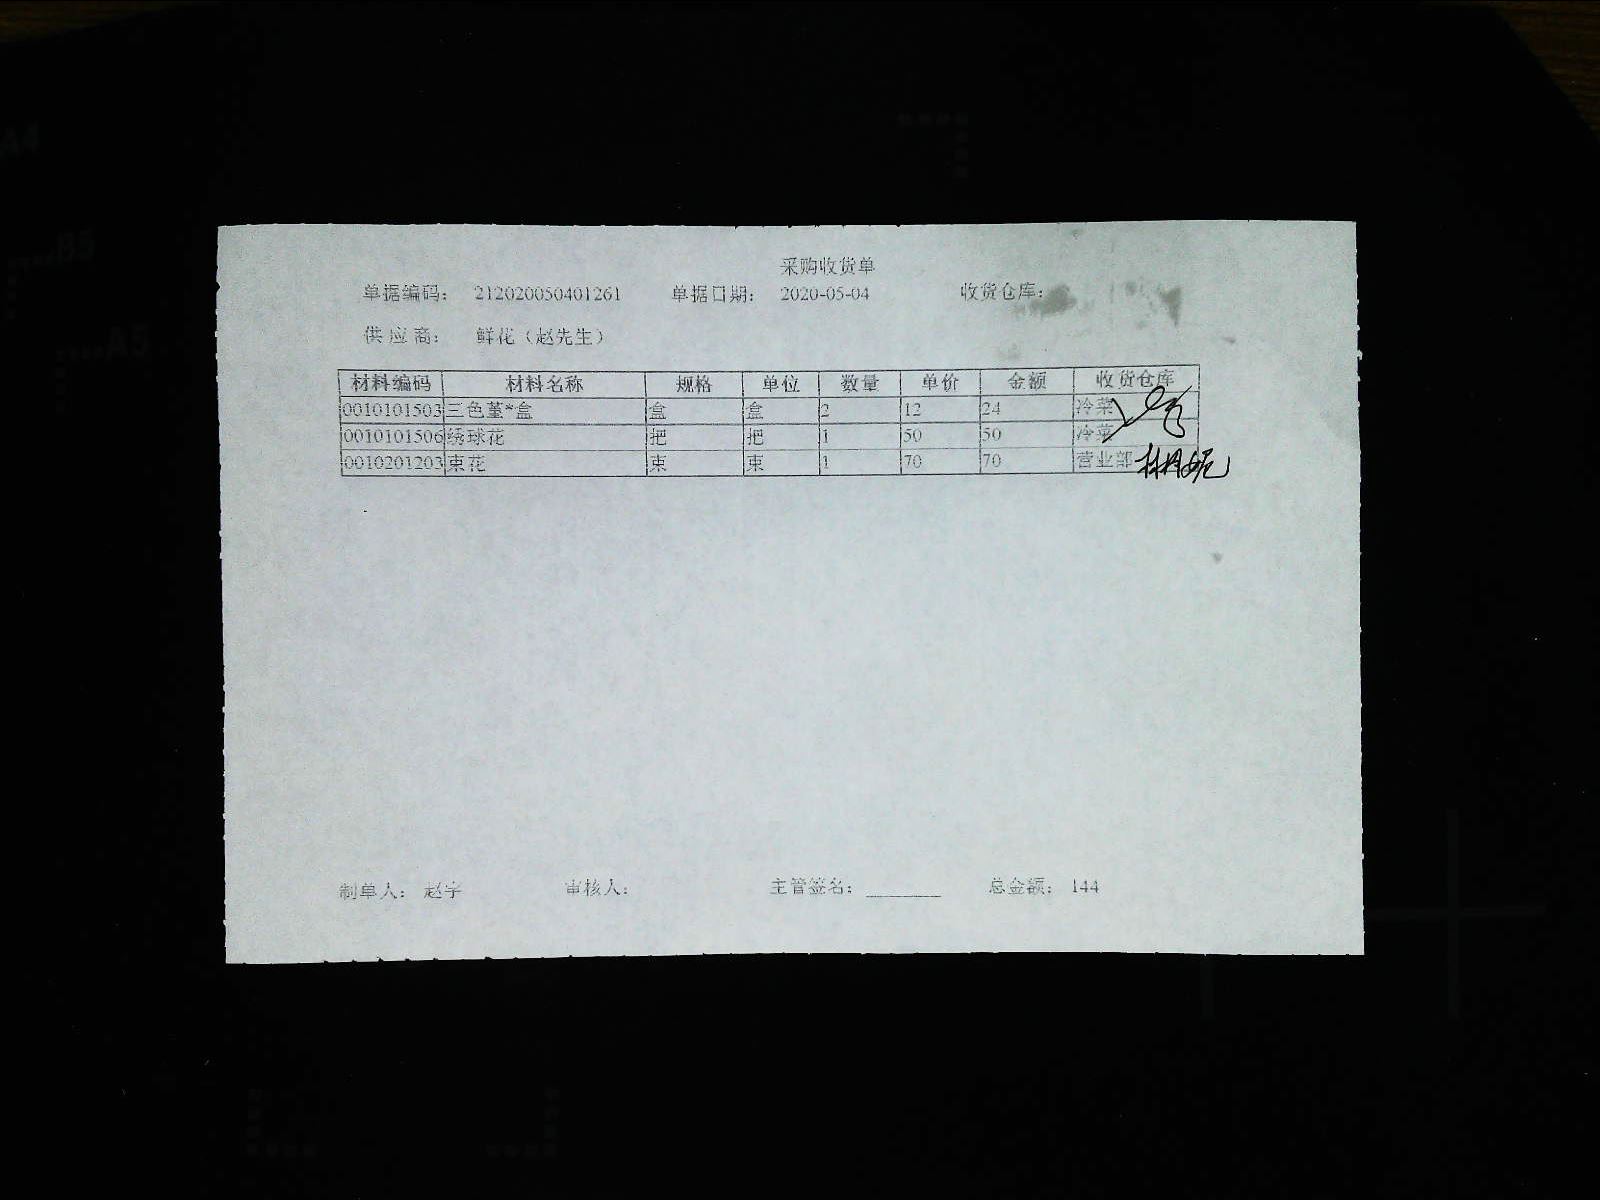 采购收货单
单据编码: 212020050401261 单据日期: 2020-05-04 收货仓库:
供应商: 鲜花（赵先生）
材料编码 材料名称 规格 单位 数量 单价 金额 收货仓库
0010101503 三色堇*盒 盒 盒 2 12 24 冷菜
0010101506 绣球花 把 把 1 50 50 冷菜
0010201203 束花 束 束 1 70 70 营业部
制单人: 赵宇 审核人: 主管签名: 总金额: 144
A4
B5
A5